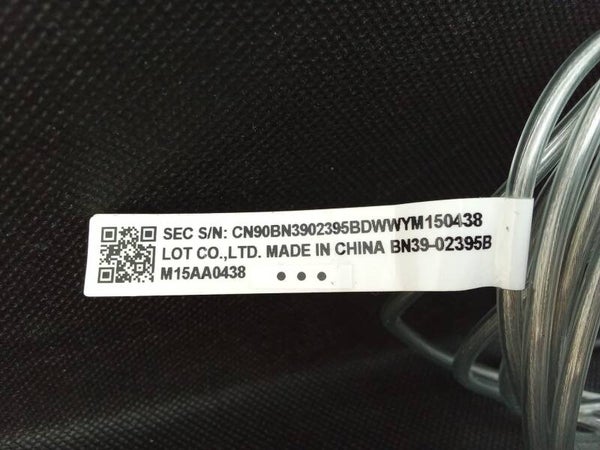 SEC S/N: CN90BN3902395BDWWYM150438
LOT CO.,LTD. MADE IN CHINA BN39-02395B
M15AA0438